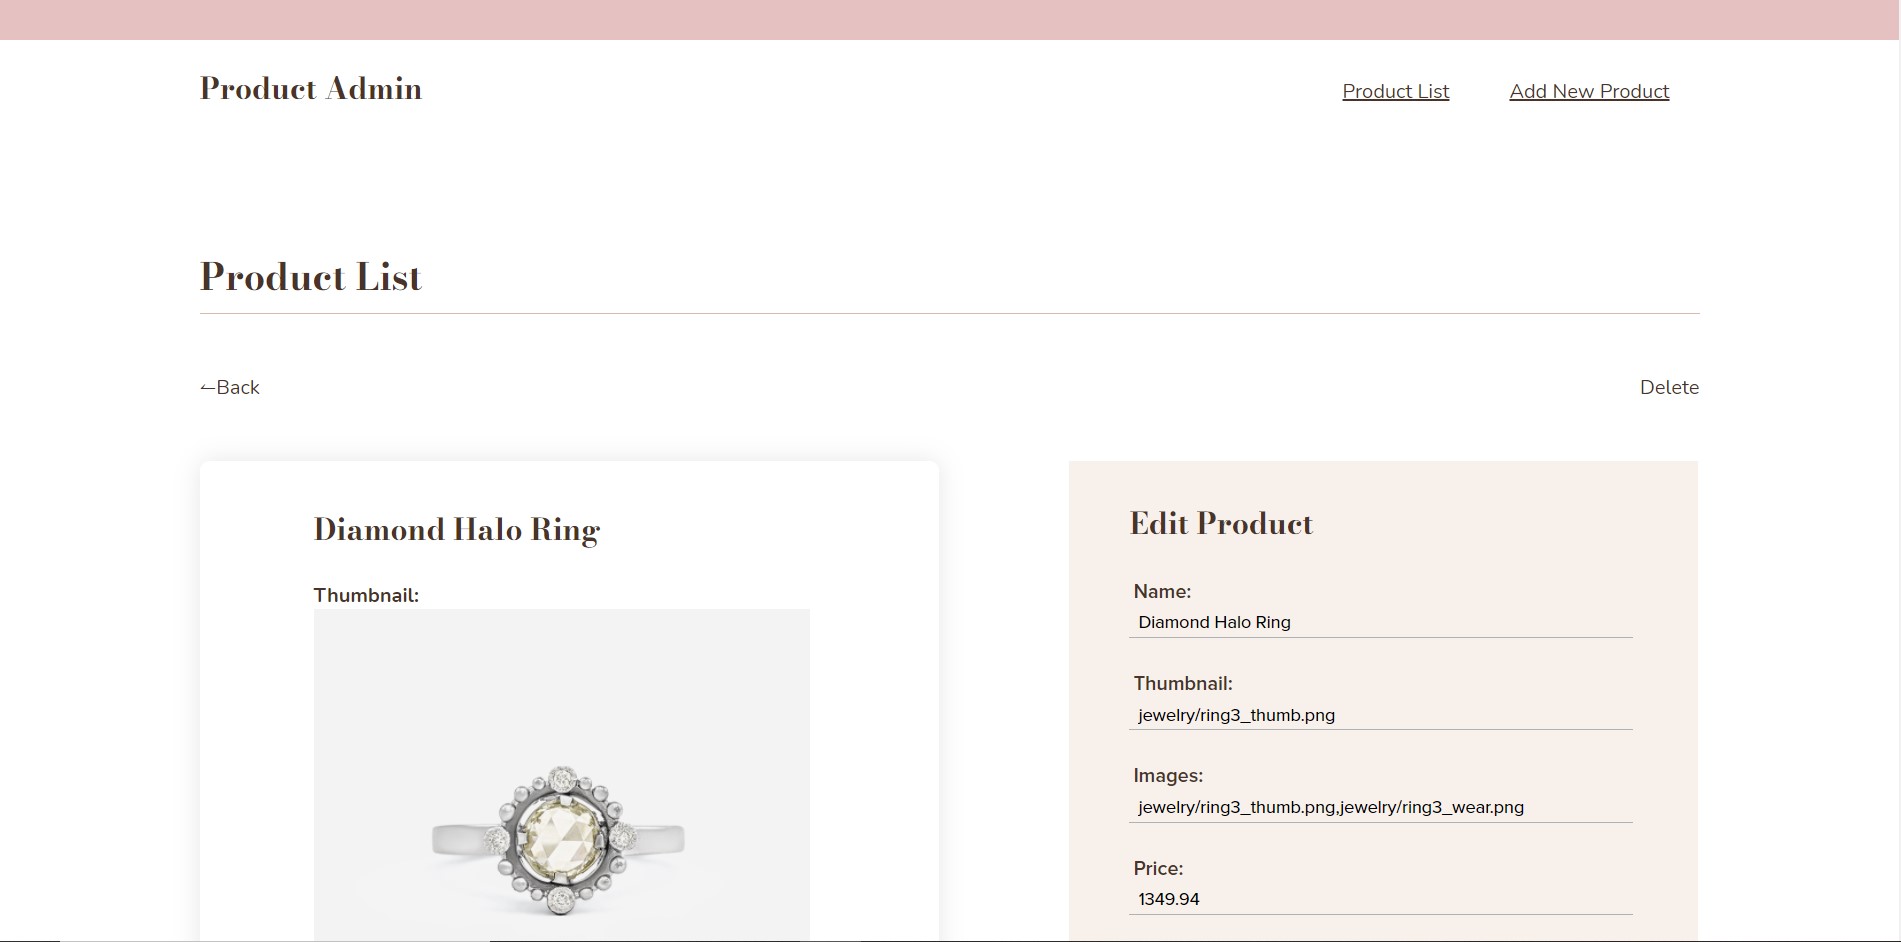 Product Admin
Product List
Add New Product
Product List
←Back
Delete
Diamond Halo Ring
Thumbnail:
Edit Product
Name:
Diamond Halo Ring
Thumbnail:
jewelry/ring3_thumb.png
Images:
jewelry/ring3_thumb.png,jewelry/ring3_wear.png
Price:
1349.94